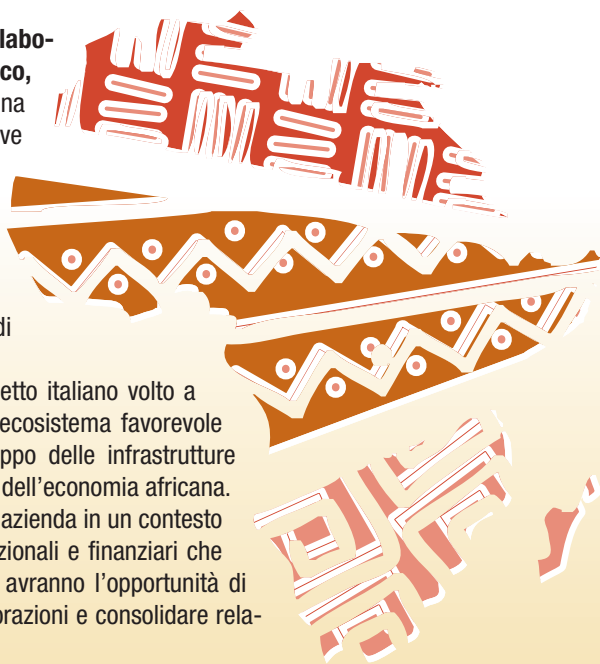 labo-
co,
na
ve
di
etto italiano volto a
ecosistema favorevole
ppo delle infrastrutture
dell'economia africana.
azienda in un contesto
zionali e finanziari che
avranno l'opportunità di
orazioni e consolidare rela-